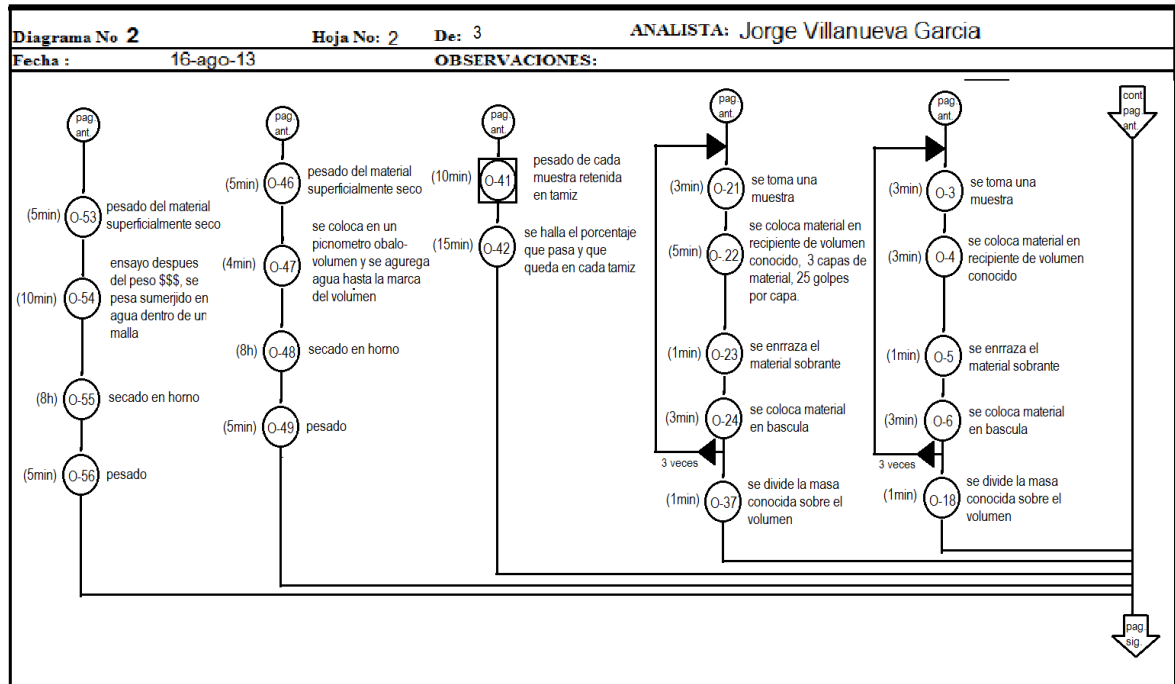 Diagrama No 2 Hoja No: 2 De: 3 ANALISTA: Jorge Villanueva Garcia
Fecha : 16-ago-13 OBSERVACIONES:
pag.
ant.
(5min) O-53 pesado del material
superficialmente seco
(10min) O-54 ensayo despues
del peso $$$, se
pesa sumerjido en
agua dentro de un
malla
(8h) O-55 secado en horno
(5min) O-56 pesado
pag.
ant.
(5min) O-46 pesado del material
superficialmente seco
(4min) O-47 se coloca en un
picnometro obalo-
volumen y se agurega
agua hasta la marca
del volumen
(8h) O-48 secado en horno
(5min) O-49 pesado
pag.
ant.
(10min) O-41 pesado de cada
muestra retenida
en tamiz
(15min) O-42 se halla el porcentaje
que pasa y que
queda en cada tamiz
pag.
ant.
(3min) O-21 se toma una
muestra
(5min) O-.22 se coloca material en
recipiente de volumen
conocido, 3 capas de
material, 25 golpes
por capa.
(1min) O-23 se enrraza el
material sobrante
(3min) O-24 se coloca material
en bascula
3 veces
(1min) O-37 se divide la masa
conocida sobre el
volumen
pag.
ant.
(3min) O-3 se toma una
muestra
(3min) O-4 se coloca material en
recipiente de volumen
conocido
(1min) O-5 se enrraza el
material sobrante
(3min) O-6 se coloca material
en bascula
3 veces
(1min) O-18 se divide la masa
conocida sobre el
volumen
cont.
pag.
ant.
pag.
sig.